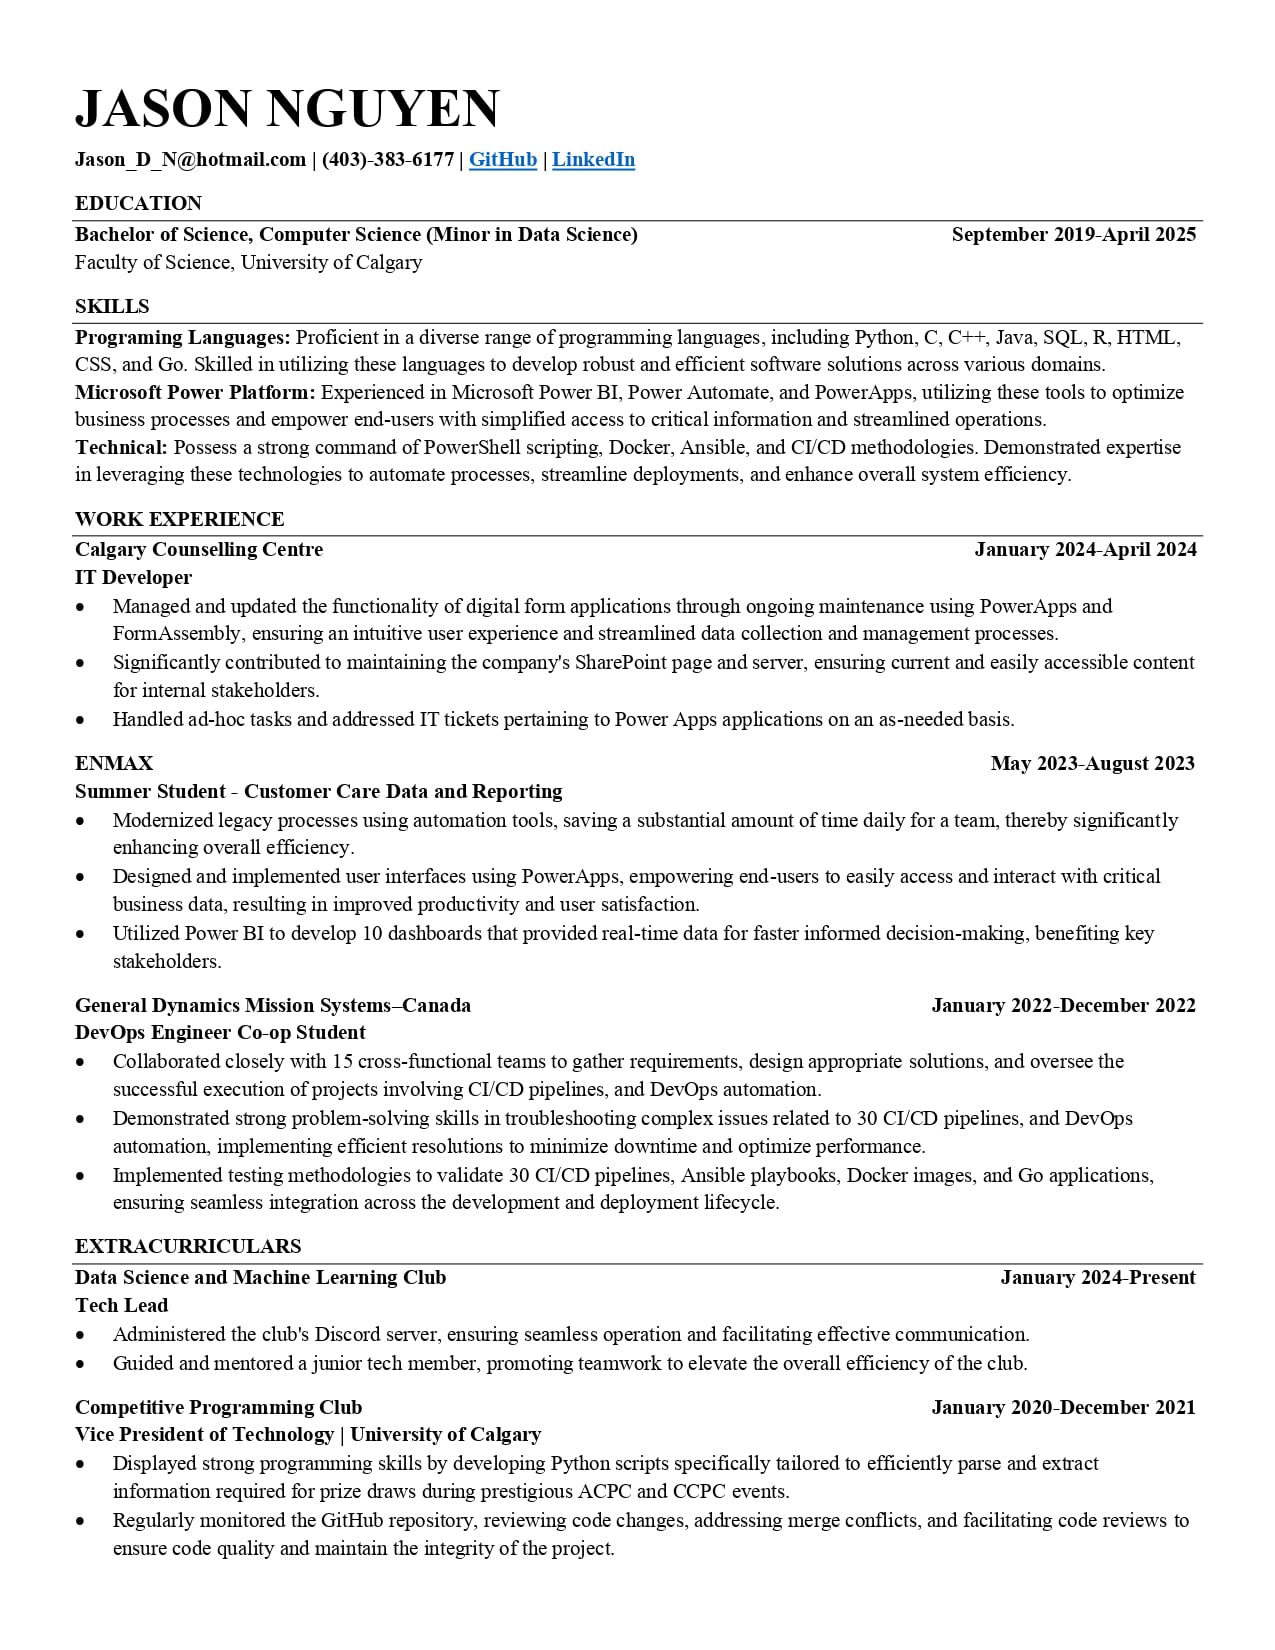 JASON NGUYEN
Jason_D_N@hotmail.com | (403)-383-6177 | GitHub | LinkedIn
EDUCATION
Bachelor of Science, Computer Science (Minor in Data Science) September 2019-April 2025
Faculty of Science, University of Calgary
SKILLS
Programing Languages: Proficient in a diverse range of programming languages, including Python, C, C++, Java, SQL, R, HTML,
CSS, and Go. Skilled in utilizing these languages to develop robust and efficient software solutions across various domains.
Microsoft Power Platform: Experienced in Microsoft Power BI, Power Automate, and PowerApps, utilizing these tools to optimize
business processes and empower end-users with simplified access to critical information and streamlined operations.
Technical: Possess a strong command of PowerShell scripting, Docker, Ansible, and CI/CD methodologies. Demonstrated expertise
in leveraging these technologies to automate processes, streamline deployments, and enhance overall system efficiency.
WORK EXPERIENCE
Calgary Counselling Centre January 2024-April 2024
IT Developer
• Managed and updated the functionality of digital form applications through ongoing maintenance using PowerApps and
FormAssembly, ensuring an intuitive user experience and streamlined data collection and management processes.
• Significantly contributed to maintaining the company's SharePoint page and server, ensuring current and easily accessible content
for internal stakeholders.
• Handled ad-hoc tasks and addressed IT tickets pertaining to Power Apps applications on an as-needed basis.
ENMAX May 2023-August 2023
Summer Student - Customer Care Data and Reporting
• Modernized legacy processes using automation tools, saving a substantial amount of time daily for a team, thereby significantly
enhancing overall efficiency.
• Designed and implemented user interfaces using PowerApps, empowering end-users to easily access and interact with critical
business data, resulting in improved productivity and user satisfaction.
• Utilized Power BI to develop 10 dashboards that provided real-time data for faster informed decision-making, benefiting key
stakeholders.
General Dynamics Mission Systems–Canada January 2022-December 2022
DevOps Engineer Co-op Student
• Collaborated closely with 15 cross-functional teams to gather requirements, design appropriate solutions, and oversee the
successful execution of projects involving CI/CD pipelines, and DevOps automation.
• Demonstrated strong problem-solving skills in troubleshooting complex issues related to 30 CI/CD pipelines, and DevOps
automation, implementing efficient resolutions to minimize downtime and optimize performance.
• Implemented testing methodologies to validate 30 CI/CD pipelines, Ansible playbooks, Docker images, and Go applications,
ensuring seamless integration across the development and deployment lifecycle.
EXTRACURRICULARS
Data Science and Machine Learning Club January 2024-Present
Tech Lead
• Administered the club's Discord server, ensuring seamless operation and facilitating effective communication.
• Guided and mentored a junior tech member, promoting teamwork to elevate the overall efficiency of the club.
Competitive Programming Club January 2020-December 2021
Vice President of Technology | University of Calgary
• Displayed strong programming skills by developing Python scripts specifically tailored to efficiently parse and extract
information required for prize draws during prestigious ACPC and CCPC events.
• Regularly monitored the GitHub repository, reviewing code changes, addressing merge conflicts, and facilitating code reviews to
ensure code quality and maintain the integrity of the project.